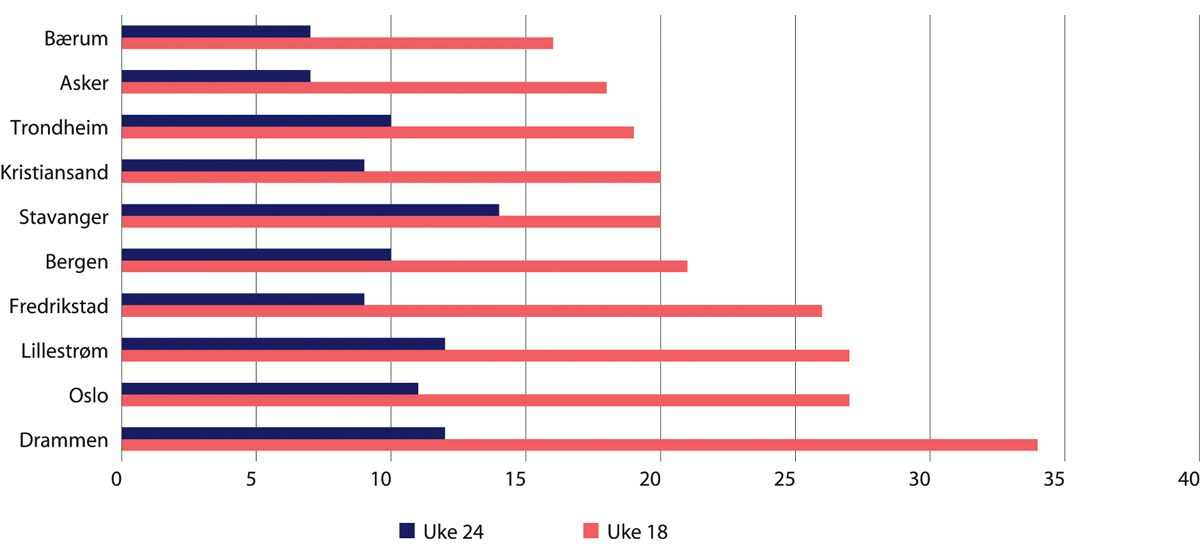 Bærum
Asker
Trondheim
Kristiansand
Stavanger
Bergen
Fredrikstad
Lillestrøm
Oslo
Drammen
0 5 10 15 20 25 30 35 40
Uke 24 Uke 18